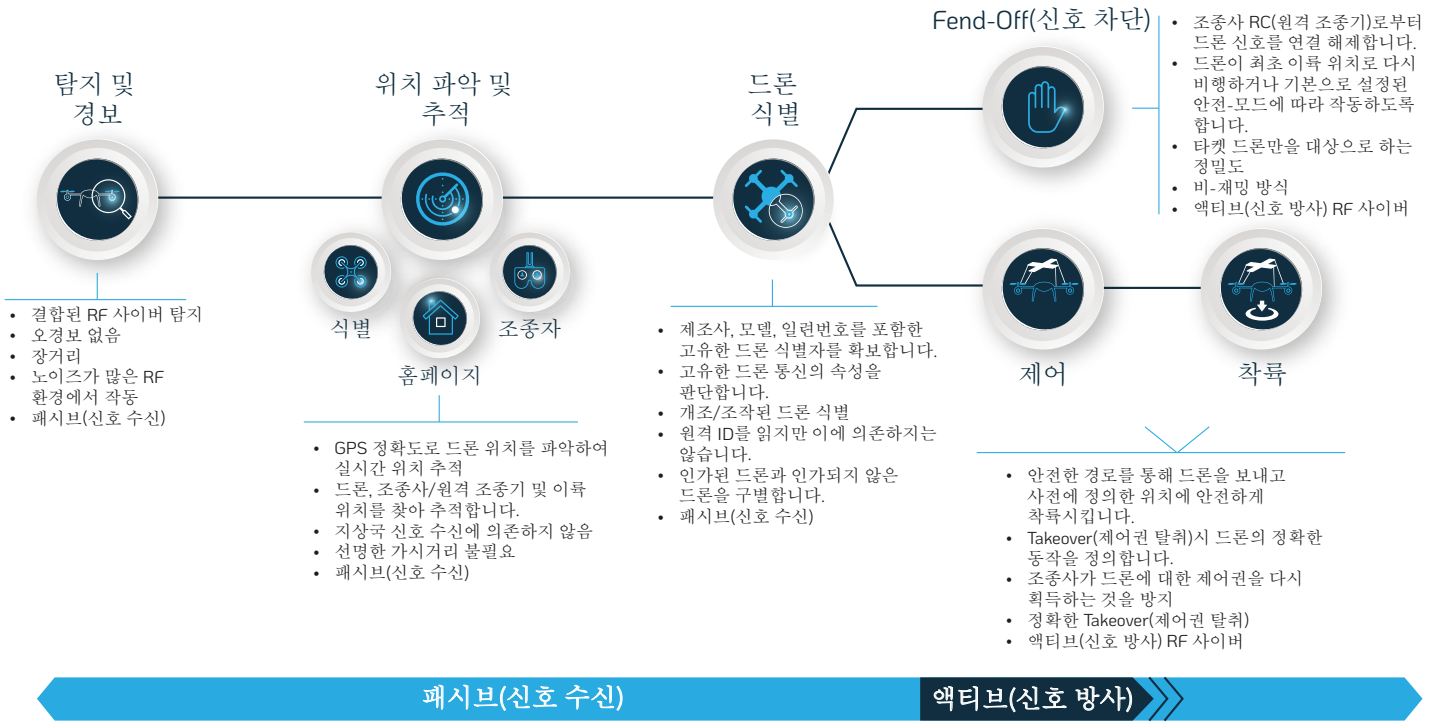 탐지 및
경보
• 결합된 RF 사이버 탐지
• 오경보 없음
• 장거리
• 노이즈가 많은 RF
환경에서 작동
• 패시브(신호 수신)
위치 파악 및
추적
식별
홈페이지
조종자
• GPS 정확도로 드론 위치를 파악하여
실시간 위치 추적
• 드론, 조종사/원격 조종기 및 이륙
위치를 찾아 추적합니다.
• 지상국 신호 수신에 의존하지 않음
• 선명한 가시거리 불필요
• 패시브(신호 수신)
드론
식별
• 제조사, 모델, 일련번호를 포함한
고유한 드론 식별자를 확보합니다.
• 고유한 드론 통신의 속성을
판단합니다.
• 개조/조작된 드론 식별
• 원격 ID를 읽지만 이에 의존하지는
않습니다.
• 인가된 드론과 인가되지 않은
드론을 구별합니다.
• 패시브(신호 수신)
Fend-Off(신호 차단)
• 조종사 RC(원격 조종기)로부터
드론 신호를 연결 해제합니다.
• 드론이 최초 이륙 위치로 다시
비행하거나 기본으로 설정된
안전-모드에 따라 작동하도록
합니다.
• 타켓 드론만을 대상으로 하는
정밀도
• 비-재밍 방식
• 액티브(신호 방사) RF 사이버
제어
착륙
• 안전한 경로를 통해 드론을 보내고
사전에 정의한 위치에 안전하게
착륙시킵니다.
• Takeover(제어권 탈취)시 드론의 정확한
동작을 정의합니다.
• 조종사가 드론에 대한 제어권을 다시
획득하는 것을 방지
• 정확한 Takeover(제어권 탈취)
• 액티브(신호 방사) RF 사이버
패시브(신호 수신)
액티브(신호 방사)